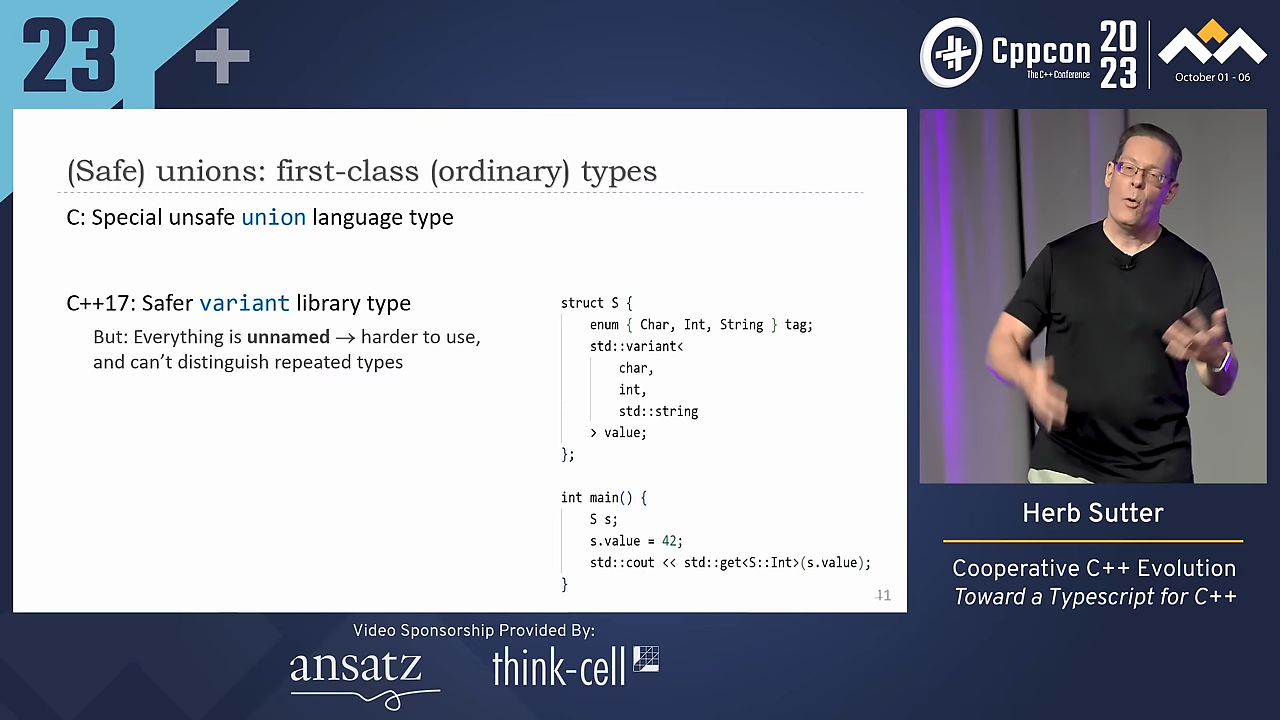 23
Cppcon
The C++ Conference
20
23
October 01 - 06
(Safe) unions: first-class (ordinary) types
C: Special unsafe union language type
C++17: Safer variant library type
But: Everything is unnamed → harder to use,
and can't distinguish repeated types
struct S {
    enum { Char, Int, String } tag;
    std::variant<
        char,
        int,
        std::string
    > value;
};
int main() {
    S s;
    s.value = 42;
    std::cout << std::get<S::Int>(s.value);
}
Herb Sutter
Cooperative C++ Evolution
Toward a Typescript for C++
Video Sponsorship Provided By:
ansatz
think-cell